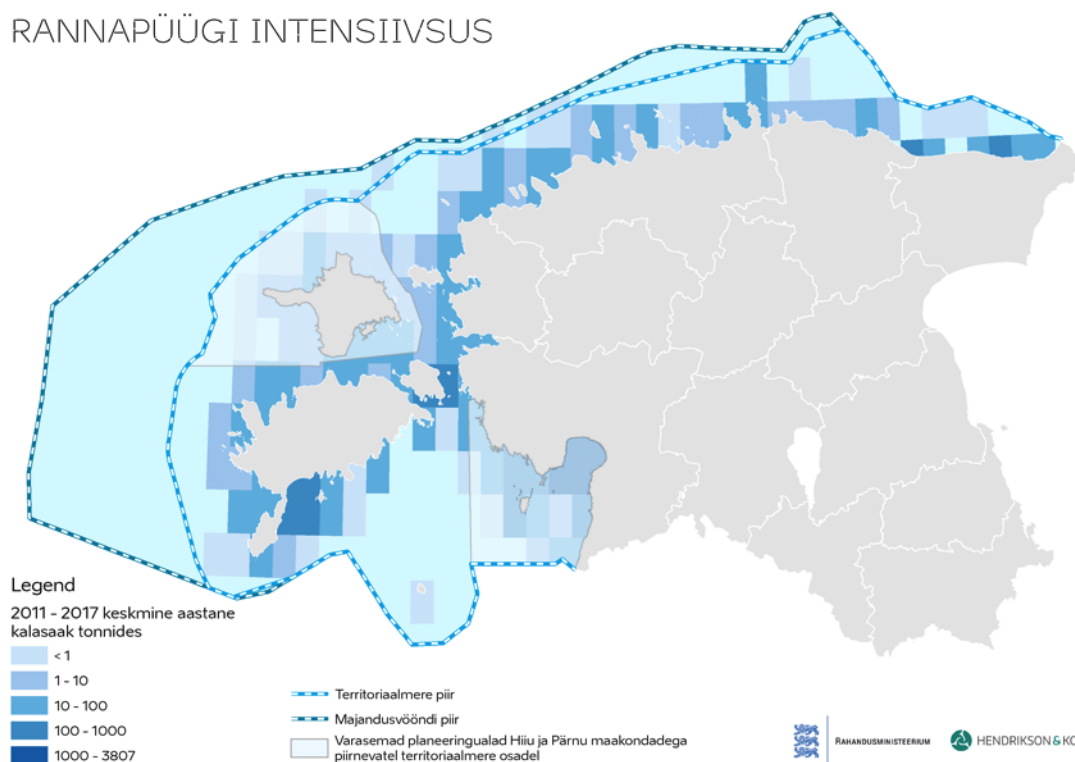 RANNAPÜÜGI INTENSIIVSUS
Legend
2011 - 2017 keskmine aastane
kalasaak tonnides
< 1
1 - 10
10 - 100
100 - 1000
1000 - 3807
Territoriaalmere piir
Majandusvööndi piir
Varasemad planeeringualad Hiiu ja Pärnu maakondadega
piirnevatel territoriaalmere osadel
RAHANDUSMINISTEERIUM
HENDRIKSON & KO